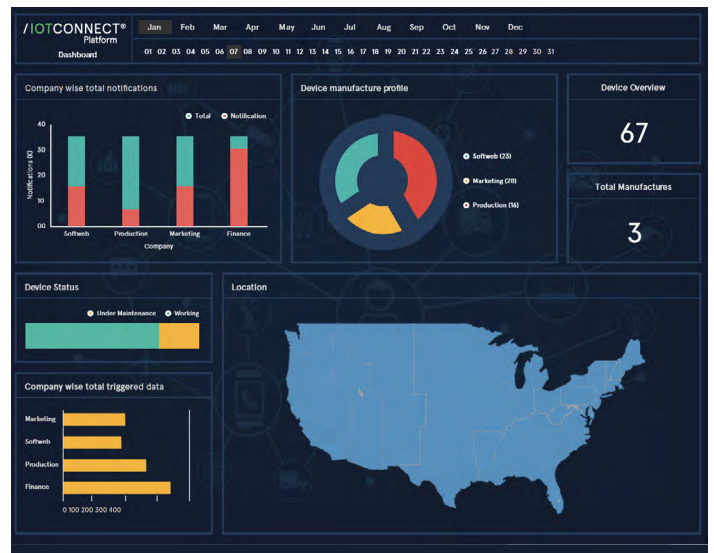 /IOTCONNECT®
Platform
Dashboard
Jan Feb Mar Apr May Jun Jul Aug Sep Oct Nov Dec
01 02 03 04 05 06 07 08 09 10 11 12 13 14 15 16 17 18 19 20 21 22 23 24 25 26 27 28 29 30 31
Company wise total notifications
Total Notification
Notifications (K)
40
30
20
10
00
Softweb Production Marketing Finance
Company
Device manufacture profile
Softweb (23)
Marketing (28)
Production (16)
Device Overview
67
Total Manufactures
3
Device Status
Under Maintenance Working
Company wise total triggered data
Marketing
Softweb
Production
Finance
0 100 200 300 400
Location